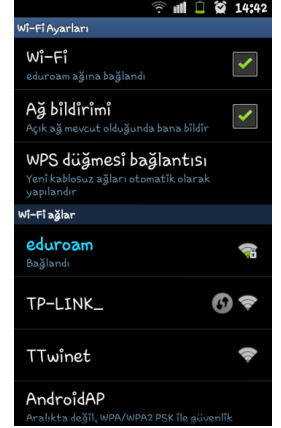 14:42
Wi-Fi Ayarları
Wi-Fi
eduroam ağına bağlandı
Ağ bildirimi
Açık ağ mevcut olduğunda bana bildir
WPS düğmesi bağlantısı
Yeni kablosuz ağları otomatik olarak
yapılandır
Wi-Fi ağlar
eduroam
Bağlandı
TP-LINK_
TTwinet
AndroidAP
Aralıkta değil, WPA/WPA2 PSK ile güvenlik